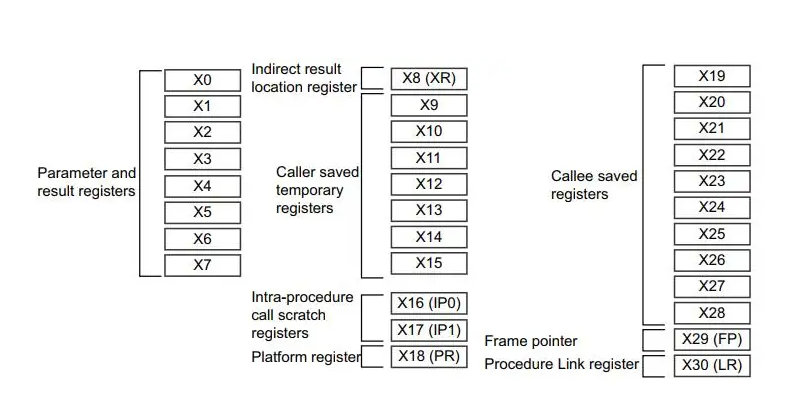 Parameter and
result registers
X0
X1
X2
X3
X4
X5
X6
X7
Indirect result
location register
X8 (XR)
Caller saved
temporary
registers
X9
X10
X11
X12
X13
X14
X15
Intra-procedure
call scratch
registers
X16 (IP0)
X17 (IP1)
Platform register
X18 (PR)
Callee saved
registers
X19
X20
X21
X22
X23
X24
X25
X26
X27
X28
Frame pointer
X29 (FP)
Procedure Link register
X30 (LR)